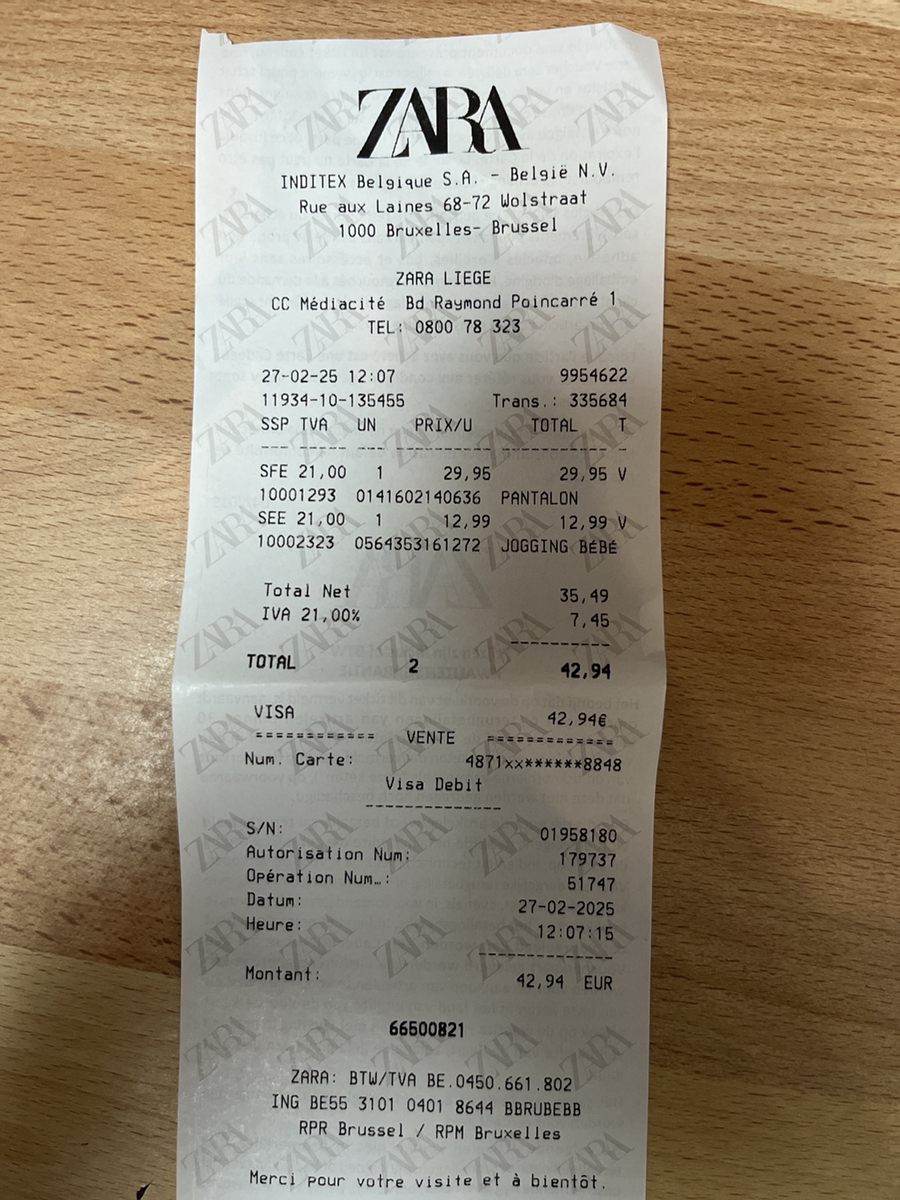 ZARA
INDITEX Belgique S.A. - België N.V.
Rue aux Laines 68-72 Wolstraat
1000 Bruxelles- Brussel
ZARA LIEGE
CC Médiacité Bd Raymond Poincarré 1
TEL: 0800 78 323
27-02-25 12:07 9954622
11934-10-135455 Trans.: 335684
SSP TVA UN PRIX/U TOTAL T
SFE 21,00 1 29,95 29,95 V
10001293 0141602140636 PANTALON
SEE 21,00 1 12,99 12,99 V
10002323 0564353161272 JOGGING BÉBÉ
Total Net 35,49
IVA 21,00% 7,45
TOTAL 2 42,94
VISA 42,94€
============ VENTE =============
Num. Carte: 4871xx******8848
Visa Debit
S/N: 01958180
Autorisation Num: 179737
Opération Num…: 51747
Datum: 27-02-2025
Heure: 12:07:15
Montant: 42,94 EUR
66500821
ZARA: BTW/TVA BE.0450.661.802
ING BE55 3101 0401 8644 BBRUBEBB
RPR Brussel / RPM Bruxelles
Merci pour votre visite et à bientôt.